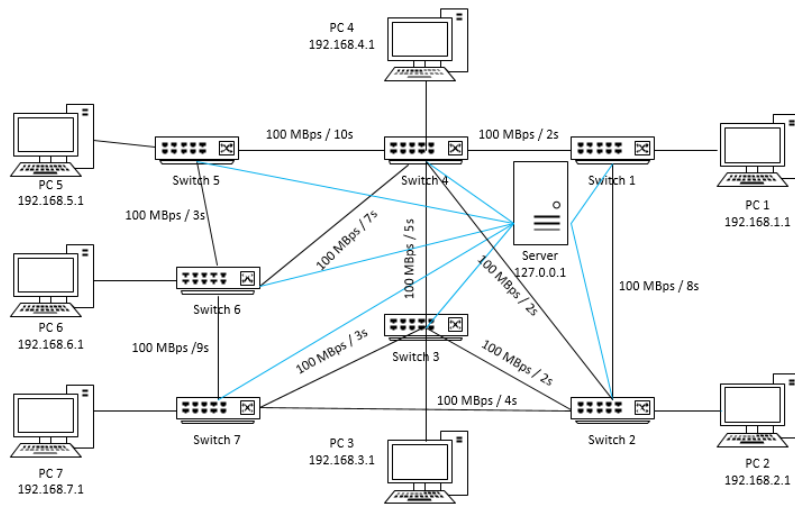 PC 4
192.168.4.1
100 MBps / 10s
100 MBps / 2s
Switch 5
Switch 4
Switch 1
PC 5
192.168.5.1
PC 1
192.168.1.1
100 MBps / 3s
100 MBps / 7s
100 MBps / 5s
Server
127.0.0.1
100 MBps / 2s
100 MBps / 8s
Switch 6
PC 6
192.168.6.1
100 MBps /9s
100 MBps / 3s
Switch 3
100 MBps / 2s
100 MBps / 4s
Switch 7
Switch 2
PC 3
192.168.3.1
PC 7
192.168.7.1
PC 2
192.168.2.1